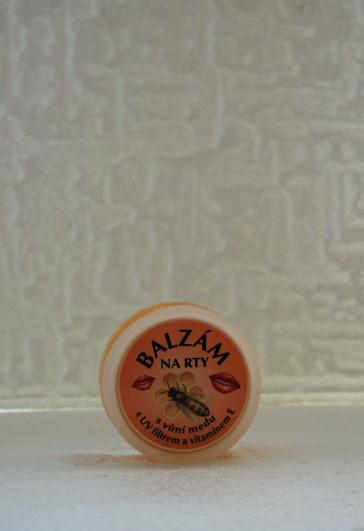 BALZÁM
NA RTY
s vůní medu
s UV filtrem a vitamínem E